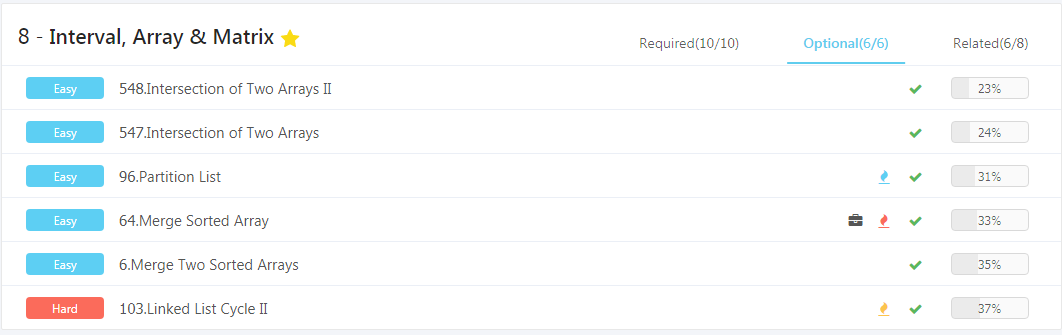 8 - Interval, Array & Matrix Required(10/10) Optional(6/6) Related(6/8)
Easy 548.Intersection of Two Arrays II 23%
Easy 547.Intersection of Two Arrays 24%
Easy 96.Partition List 31%
Easy 64.Merge Sorted Array 33%
Easy 6.Merge Two Sorted Arrays 35%
Hard 103.Linked List Cycle II 37%